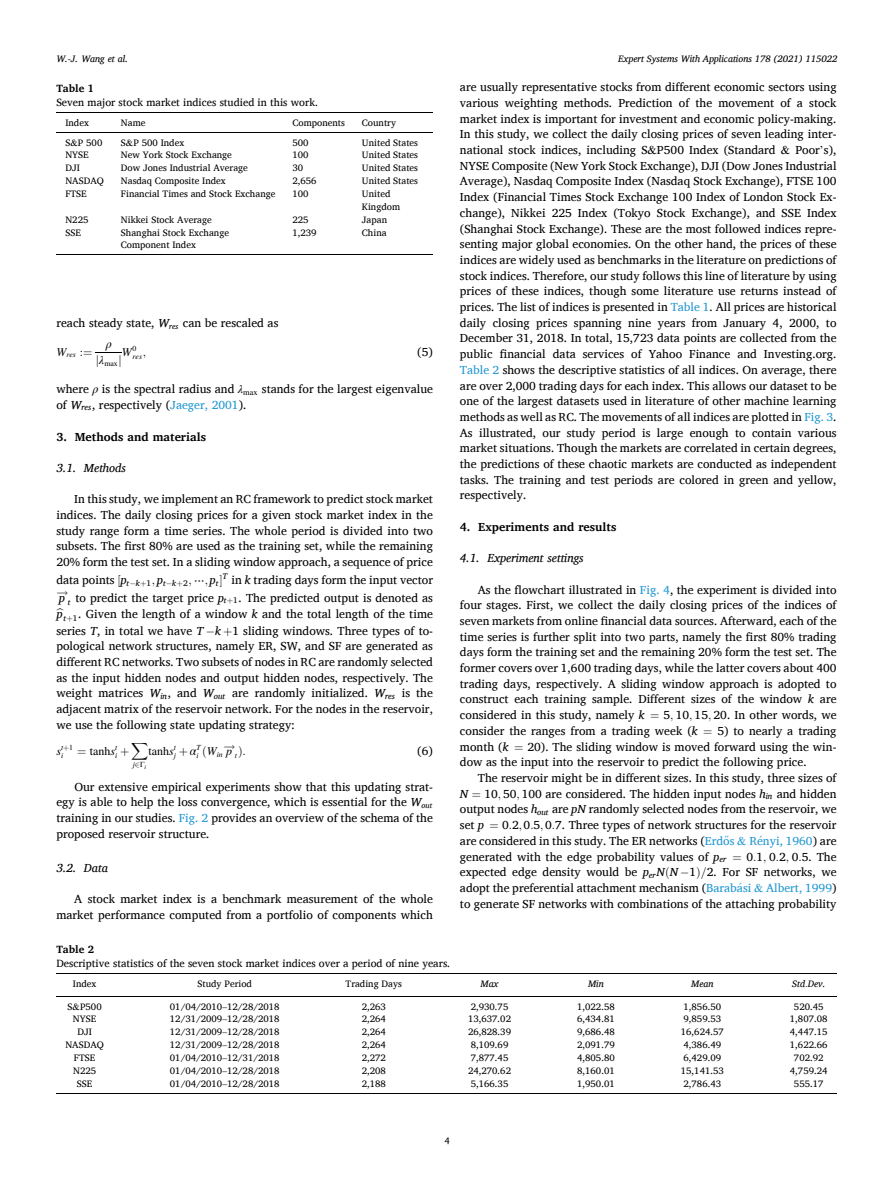 W.-J. Wang et al.
Expert Systems With Applications 178 (2021) 115022
Table 1
Seven major stock market indices studied in this work.
Index Name Components Country
S&P 500 S&P 500 Index 500 United States
NYSE New York Stock Exchange 100 United States
DJI Dow Jones Industrial Average 30 United States
NASDAQ Nasdaq Composite Index 2,656 United States
FTSE Financial Times and Stock Exchange 100 United
Kingdom
N225 Nikkei Stock Average 225 Japan
SSE Shanghai Stock Exchange 1,239 China
Component Index
reach steady state, Wres can be rescaled as
Wres := ρ/|λmax| W⁰res, (5)
where ρ is the spectral radius and λmax stands for the largest eigenvalue
of Wres, respectively (Jaeger, 2001).
3. Methods and materials
3.1. Methods
In this study, we implement an RC framework to predict stock market
indices. The daily closing prices for a given stock market index in the
study range form a time series. The whole period is divided into two
subsets. The first 80% are used as the training set, while the remaining
20% form the test set. In a sliding window approach, a sequence of price
data points [pt−k+1, pt−k+2, ⋯, pt]ᵀ in k trading days form the input vector
p⃗t to predict the target price pt+1. The predicted output is denoted as
p̂t+1. Given the length of a window k and the total length of the time
series T, in total we have T−k+1 sliding windows. Three types of to-
pological network structures, namely ER, SW, and SF are generated as
different RC networks. Two subsets of nodes in RC are randomly selected
as the input hidden nodes and output hidden nodes, respectively. The
weight matrices Win, and Wout are randomly initialized. Wres is the
adjacent matrix of the reservoir network. For the nodes in the reservoir,
we use the following state updating strategy:
sᵢᵗ⁺¹ = tanhsᵢᵗ + ∑j∈Γᵢ tanhsⱼᵗ + αᵢᵀ(Win p⃗t). (6)
Our extensive empirical experiments show that this updating strat-
egy is able to help the loss convergence, which is essential for the Wout
training in our studies. Fig. 2 provides an overview of the schema of the
proposed reservoir structure.
3.2. Data
A stock market index is a benchmark measurement of the whole
market performance computed from a portfolio of components which
are usually representative stocks from different economic sectors using
various weighting methods. Prediction of the movement of a stock
market index is important for investment and economic policy-making.
In this study, we collect the daily closing prices of seven leading inter-
national stock indices, including S&P500 Index (Standard & Poor's),
NYSE Composite (New York Stock Exchange), DJI (Dow Jones Industrial
Average), Nasdaq Composite Index (Nasdaq Stock Exchange), FTSE 100
Index (Financial Times Stock Exchange 100 Index of London Stock Ex-
change), Nikkei 225 Index (Tokyo Stock Exchange), and SSE Index
(Shanghai Stock Exchange). These are the most followed indices repre-
senting major global economies. On the other hand, the prices of these
indices are widely used as benchmarks in the literature on predictions of
stock indices. Therefore, our study follows this line of literature by using
prices of these indices, though some literature use returns instead of
prices. The list of indices is presented in Table 1. All prices are historical
daily closing prices spanning nine years from January 4, 2000, to
December 31, 2018. In total, 15,723 data points are collected from the
public financial data services of Yahoo Finance and Investing.org.
Table 2 shows the descriptive statistics of all indices. On average, there
are over 2,000 trading days for each index. This allows our dataset to be
one of the largest datasets used in literature of other machine learning
methods as well as RC. The movements of all indices are plotted in Fig. 3.
As illustrated, our study period is large enough to contain various
market situations. Though the markets are correlated in certain degrees,
the predictions of these chaotic markets are conducted as independent
tasks. The training and test periods are colored in green and yellow,
respectively.
4. Experiments and results
4.1. Experiment settings
As the flowchart illustrated in Fig. 4, the experiment is divided into
four stages. First, we collect the daily closing prices of the indices of
seven markets from online financial data sources. Afterward, each of the
time series is further split into two parts, namely the first 80% trading
days form the training set and the remaining 20% form the test set. The
former covers over 1,600 trading days, while the latter covers about 400
trading days, respectively. A sliding window approach is adopted to
construct each training sample. Different sizes of the window k are
considered in this study, namely k = 5, 10, 15, 20. In other words, we
consider the ranges from a trading week (k = 5) to nearly a trading
month (k = 20). The sliding window is moved forward using the win-
dow as the input into the reservoir to predict the following price.
The reservoir might be in different sizes. In this study, three sizes of
N = 10, 50, 100 are considered. The hidden input nodes hin and hidden
output nodes hout are pN randomly selected nodes from the reservoir, we
set p = 0.2, 0.5, 0.7. Three types of network structures for the reservoir
are considered in this study. The ER networks (Erdős & Rényi, 1960) are
generated with the edge probability values of per = 0.1, 0.2, 0.5. The
expected edge density would be perN(N−1)/2. For SF networks, we
adopt the preferential attachment mechanism (Barabási & Albert, 1999)
to generate SF networks with combinations of the attaching probability
Table 2
Descriptive statistics of the seven stock market indices over a period of nine years.
Index Study Period Trading Days Max Min Mean Std.Dev.
S&P500 01/04/2010–12/28/2018 2,263 2,930.75 1,022.58 1,856.50 520.45
NYSE 12/31/2009–12/28/2018 2,264 13,637.02 6,434.81 9,859.53 1,807.08
DJI 12/31/2009–12/28/2018 2,264 26,828.39 9,686.48 16,624.57 4,447.15
NASDAQ 12/31/2009–12/28/2018 2,264 8,109.69 2,091.79 4,386.49 1,622.66
FTSE 01/04/2010–12/31/2018 2,272 7,877.45 4,805.80 6,429.09 702.92
N225 01/04/2010–12/28/2018 2,208 24,270.62 8,160.01 15,141.53 4,759.24
SSE 01/04/2010–12/28/2018 2,188 5,166.35 1,950.01 2,786.43 555.17
4